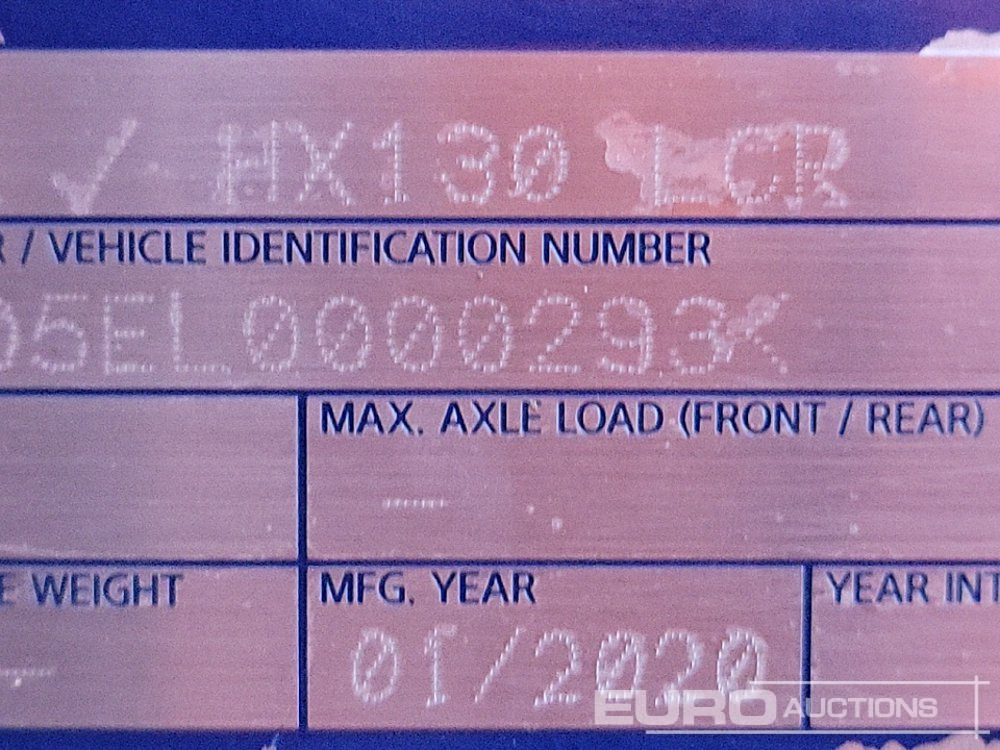 ✓ HX130 LCR
R / VEHICLE IDENTIFICATION NUMBER
05EL0000293<
MAX. AXLE LOAD (FRONT / REAR)
—
E WEIGHT
MFG. YEAR
YEAR INT
—
01/2020
EURO AUCTIONS